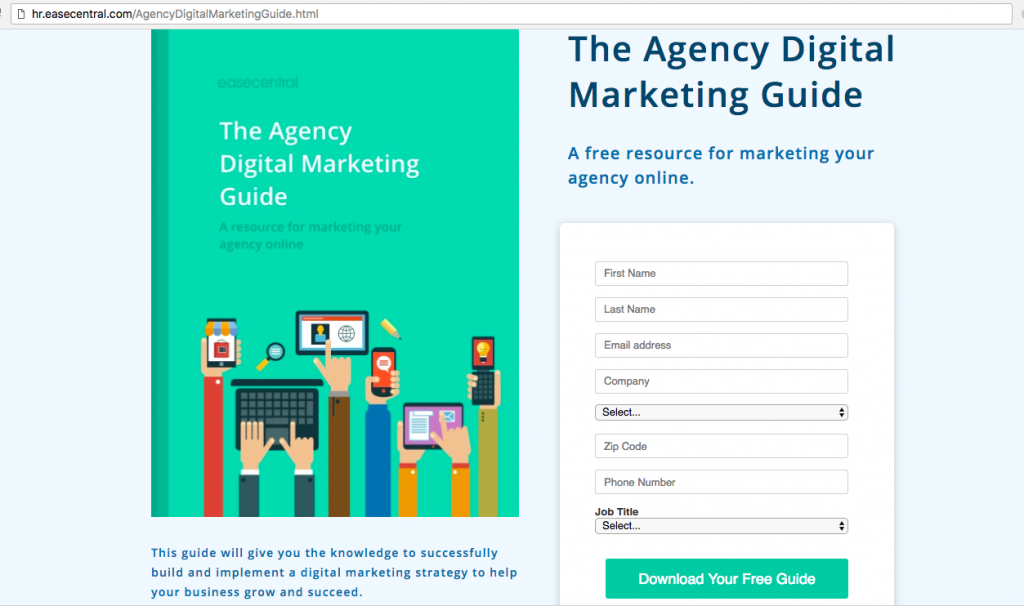 hr.easecentral.com/AgencyDigitalMarketingGuide.html
easecentral
The Agency
Digital Marketing
Guide
A resource for marketing your
agency online
This guide will give you the knowledge to successfully
build and implement a digital marketing strategy to help
your business grow and succeed.
The Agency Digital
Marketing Guide
A free resource for marketing your
agency online.
First Name
Last Name
Email address
Company
Select...
Zip Code
Phone Number
Job Title
Select...
Download Your Free Guide